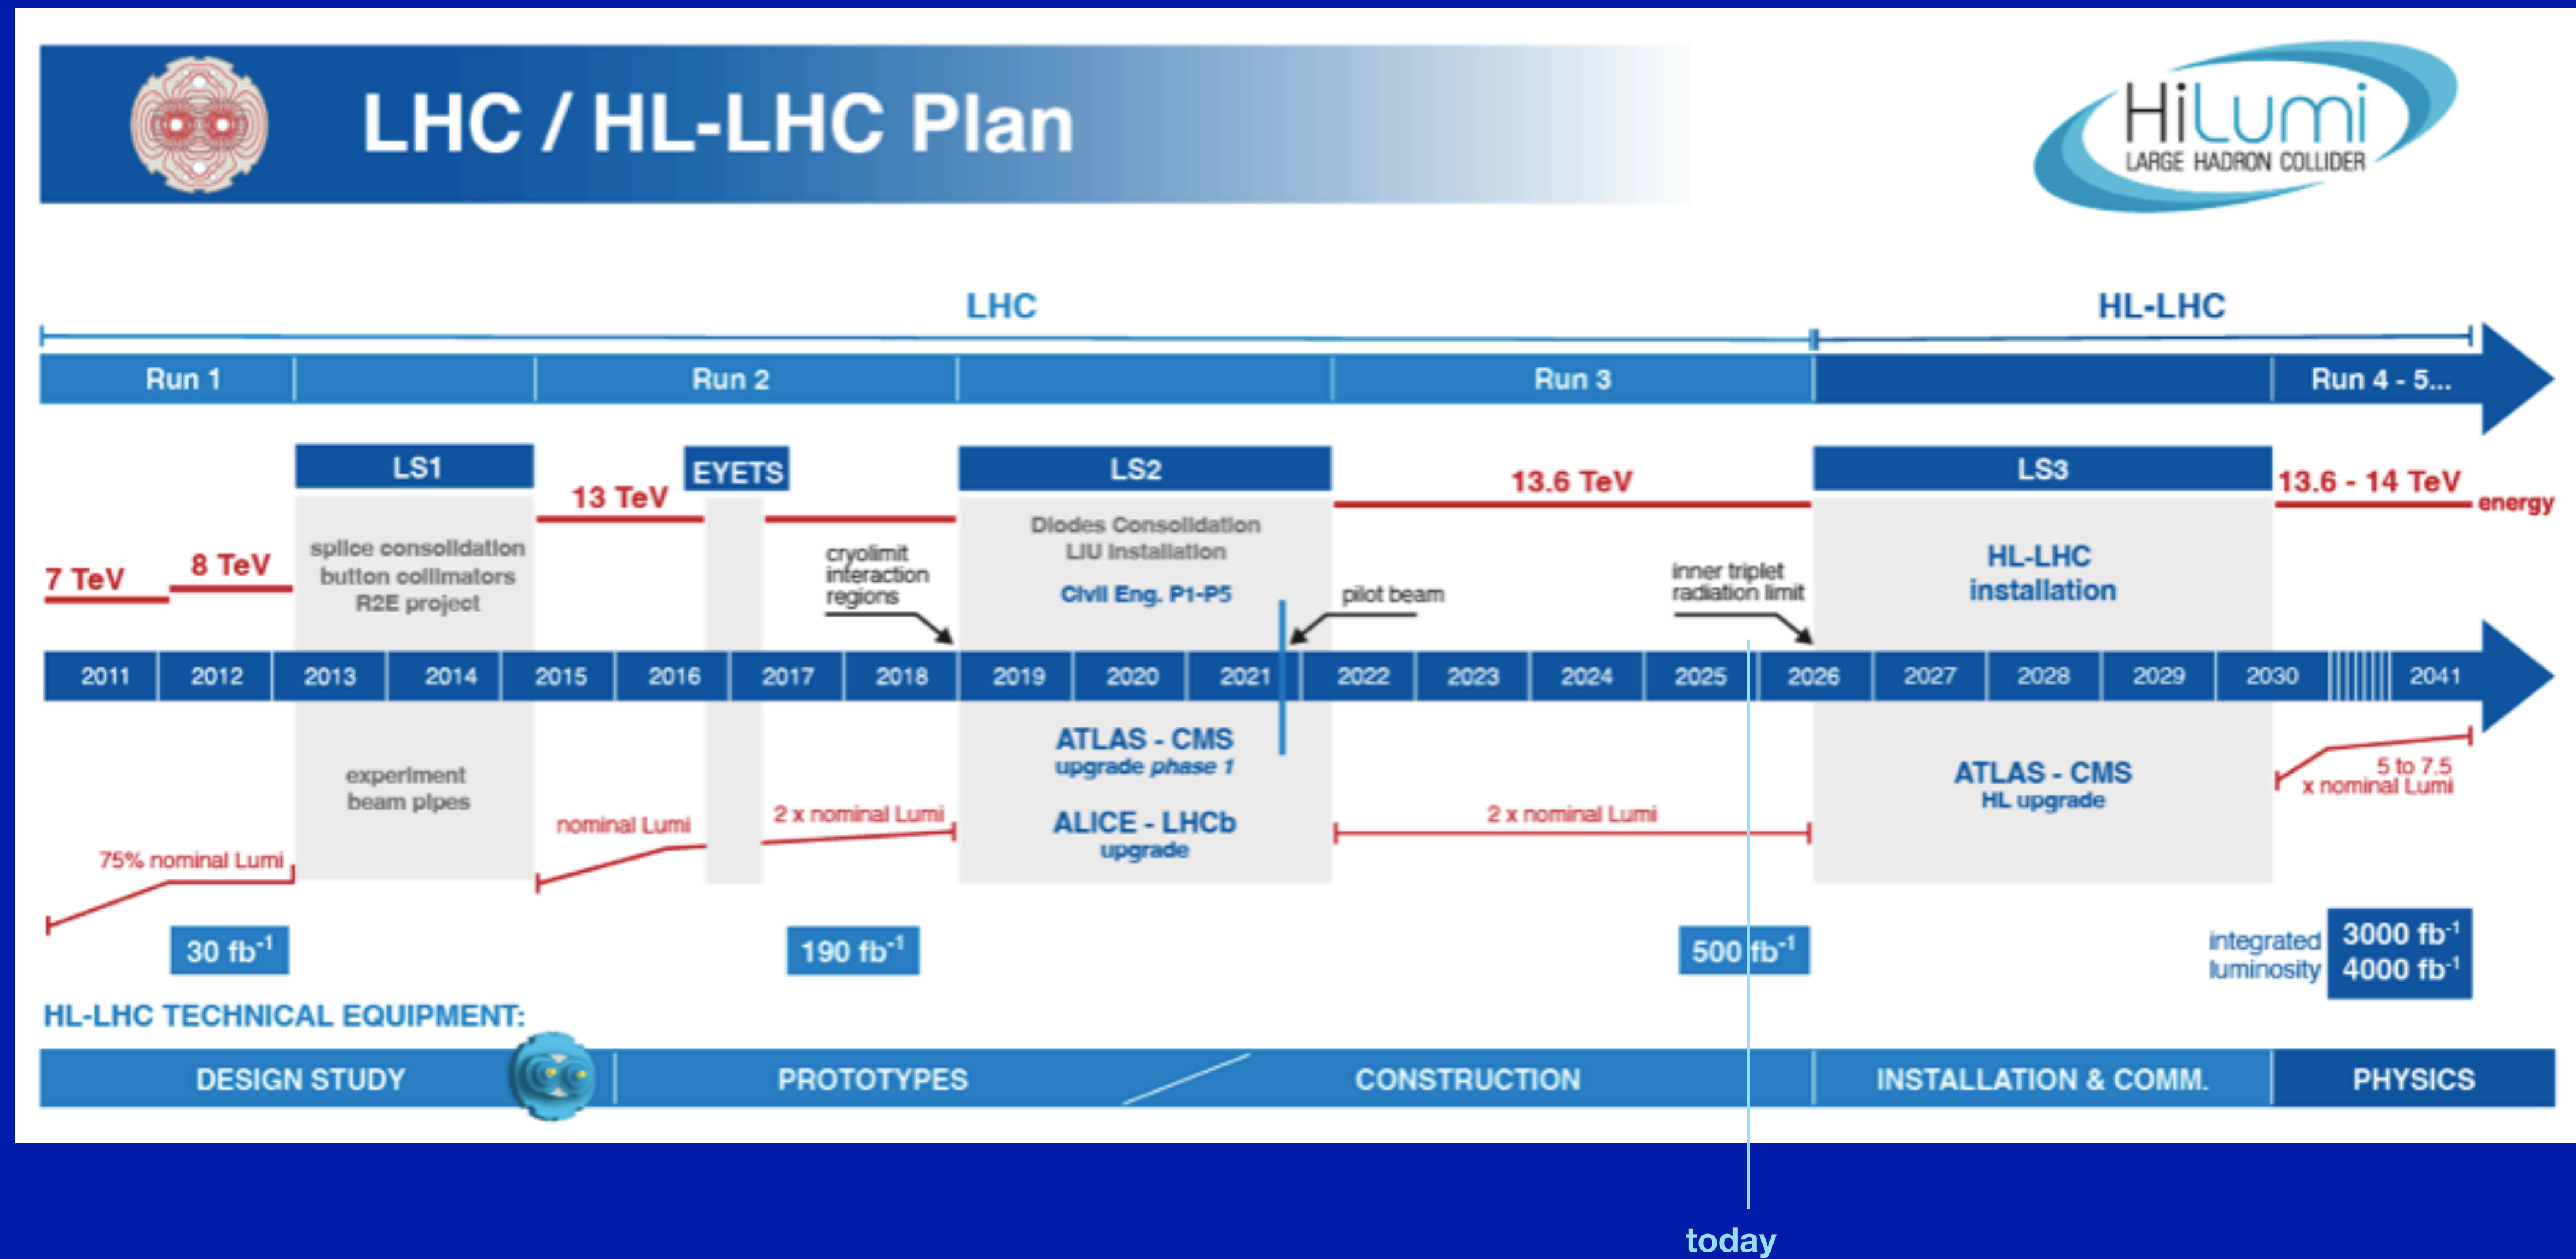 LHC / HL-LHC Plan
HiLumi
LARGE HADRON COLLIDER
LHC
HL-LHC
Run 1
Run 2
Run 3
Run 4 - 5...
LS1
EYETS
LS2
LS3
13 TeV
13.6 TeV
13.6 - 14 TeV
energy
7 TeV
8 TeV
splice consolidation
button collimators
R2E project
cryolimit
interaction
regions
Diodes Consolidation
LIU Installation
Civil Eng. P1-P5
pilot beam
inner triplet
radiation limit
HL-LHC
installation
2011
2012
2013
2014
2015
2016
2017
2018
2019
2020
2021
2022
2023
2024
2025
2026
2027
2028
2029
2030
2041
experiment
beam pipes
ATLAS - CMS
upgrade phase 1
ALICE - LHCb
upgrade
ATLAS - CMS
HL upgrade
75% nominal Lumi
nominal Lumi
2 x nominal Lumi
2 x nominal Lumi
5 to 7.5
x nominal Lumi
30 fb⁻¹
190 fb⁻¹
500 fb⁻¹
integrated
luminosity
3000 fb⁻¹
4000 fb⁻¹
HL-LHC TECHNICAL EQUIPMENT:
DESIGN STUDY
PROTOTYPES
CONSTRUCTION
INSTALLATION & COMM.
PHYSICS
today